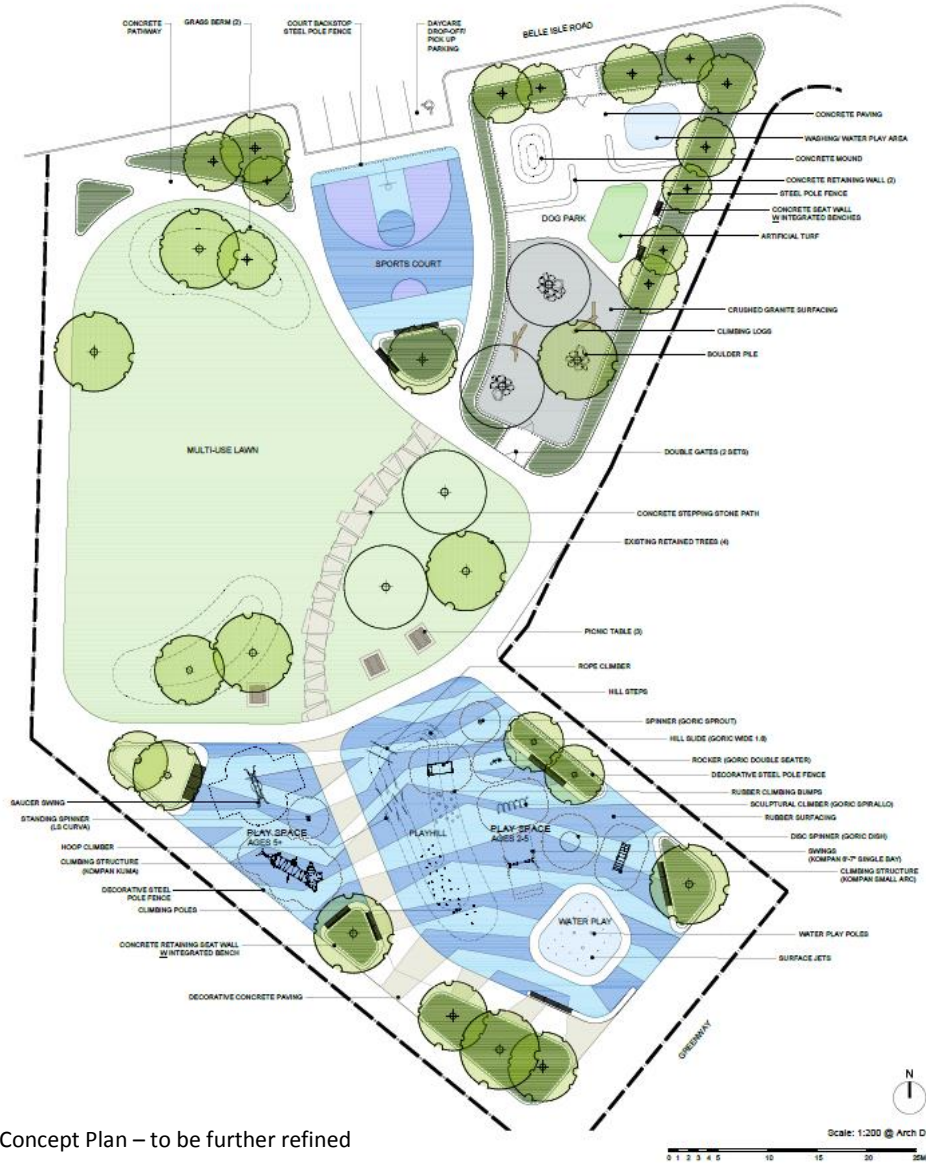 CONCRETE
PATHWAY
GRASS BERM (2)
COURT BACKSTOP
STEEL POLE FENCE
DAYCARE
DROP-OFF/
PICK UP
PARKING
BELLE ISLE ROAD
CONCRETE PAVING
WASHING/ WATER PLAY AREA
CONCRETE MOUND
CONCRETE RETAINING WALL (2)
STEEL POLE FENCE
CONCRETE SEAT WALL
W INTEGRATED BENCHES
DOG PARK
ARTIFICIAL TURF
SPORTS COURT
CRUSHED GRANITE SURFACING
CLIMBING LOGS
BOULDER PILE
MULTI-USE LAWN
DOUBLE GATES (2 SETS)
CONCRETE STEPPING STONE PATH
EXISTING RETAINED TREES (4)
PICNIC TABLE (3)
ROPE CLIMBER
HILL STEPS
SPINNER (GORIC SPROUT)
HILL SLIDE (GORIC WIDE 1.8)
ROCKER (GORIC DOUBLE SEATER)
DECORATIVE STEEL POLE FENCE
RUBBER CLIMBING BUMPS
SCULPTURAL CLIMBER (GORIC SPIRALLO)
RUBBER SURFACING
DISC SPINNER (GORIC DISH)
SWINGS
(KOMPAN 6'-7" SINGLE BAY)
CLIMBING STRUCTURE
(KOMPAN SMALL ARC)
SAUCER SWING
STANDING SPINNER
(LS CURVA)
PLAY SPACE
AGES 5+
PLAYHILL
PLAY SPACE
AGES 2-5
HOOP CLIMBER
CLIMBING STRUCTURE
(KOMPAN KUMA)
DECORATIVE STEEL
POLE FENCE
CLIMBING POLES
WATER PLAY
WATER PLAY POLES
SURFACE JETS
CONCRETE RETAINING SEAT WALL
W INTEGRATED BENCH
DECORATIVE CONCRETE PAVING
GREENWAY
N
Concept Plan – to be further refined
Scale: 1:200 @ Arch D
0 1 2 3 4 5 10 15 20 25M